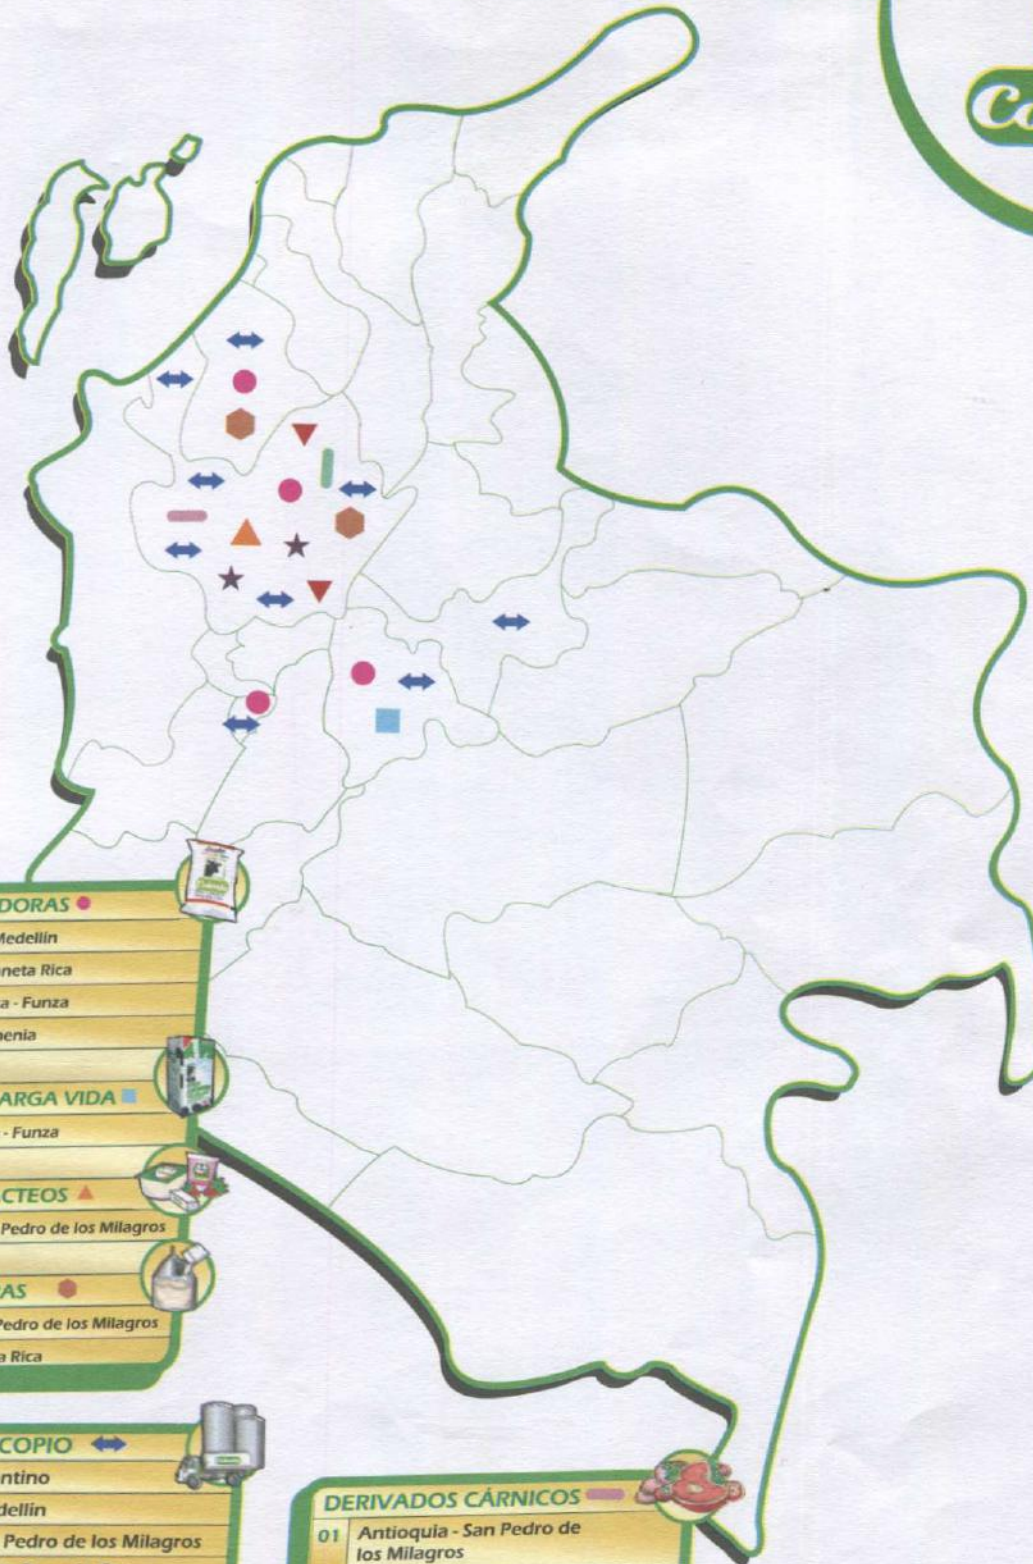 Co
DORAS
Medellín
neta Rica
a - Funza
enia
ARGA VIDA
- Funza
CTEOS
Pedro de los Milagros
AS
Pedro de los Milagros
a Rica
COPIO
ntino
dellín
Pedro de los Milagros
DERIVADOS CÁRNICOS
01 Antioquia - San Pedro de
los Milagros